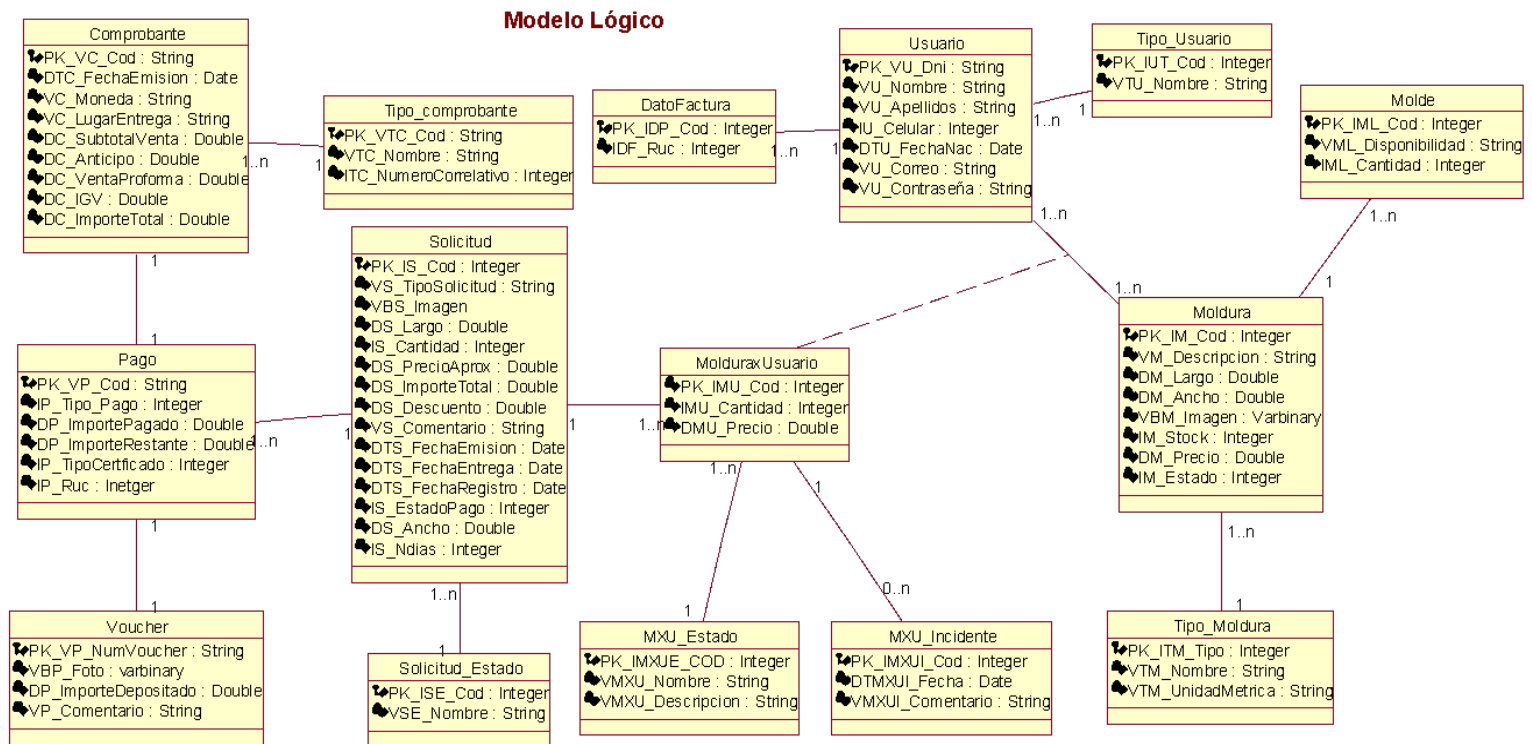 Modelo Lógico
Comprobante
PK_VC_Cod : String
DTC_FechaEmision : Date
VC_Moneda : String
VC_LugarEntrega : String
DC_SubtotalVenta : Double
DC_Anticipo : Double
DC_VentaProforma : Double
DC_IGV : Double
DC_ImporteTotal : Double
1..n
1
1
Tipo_comprobante
PK_VTC_Cod : String
VTC_Nombre : String
ITC_NumeroCorrelativo : Integer
DatoFactura
PK_IDP_Cod : Integer
IDF_Ruc : Integer
1..n
1
Usuario
PK_VU_Dni : String
VU_Nombre : String
VU_Apellidos : String
IU_Celular : Integer
DTU_FechaNac : Date
VU_Correo : String
VU_Contraseña : String
1..n
1
1..n
Tipo_Usuario
PK_IUT_Cod : Integer
VTU_Nombre : String
Molde
PK_IML_Cod : Integer
VML_Disponibilidad : String
IML_Cantidad : Integer
1..n
1
1..n
Moldura
PK_IM_Cod : Integer
VM_Descripcion : String
DM_Largo : Double
DM_Ancho : Double
VBM_Imagen : Varbinary
IM_Stock : Integer
DM_Precio : Double
IM_Estado : Integer
1..n
1
Solicitud
PK_IS_Cod : Integer
VS_TipoSolicitud : String
VBS_Imagen
DS_Largo : Double
IS_Cantidad : Integer
DS_PrecioAprox : Double
DS_ImporteTotal : Double
DS_Descuento : Double
VS_Comentario : String
DTS_FechaEmision : Date
DTS_FechaEntrega : Date
DTS_FechaRegistro : Date
IS_EstadoPago : Integer
DS_Ancho : Double
IS_Ndias : Integer
1
1..n
1..n
1
MolduraxUsuario
PK_IMU_Cod : Integer
IMU_Cantidad : Integer
DMU_Precio : Double
1..n
1
1
0..n
1
Pago
PK_VP_Cod : String
IP_Tipo_Pago : Integer
DP_ImportePagado : Double
DP_ImporteRestante : Double
IP_TipoCertficado : Integer
IP_Ruc : Inetger
1..n
1
1
1
Voucher
PK_VP_NumVoucher : String
VBP_Foto : varbinary
DP_ImporteDepositado : Double
VP_Comentario : String
Solicitud_Estado
PK_ISE_Cod : Integer
VSE_Nombre : String
MXU_Estado
PK_IMXUE_COD : Integer
VMXU_Nombre : String
VMXU_Descripcion : String
MXU_Incidente
PK_IMXUI_Cod : Integer
DTMXUI_Fecha : Date
VMXUI_Comentario : String
Tipo_Moldura
PK_ITM_Tipo : Integer
VTM_Nombre : String
VTM_UnidadMetrica : String